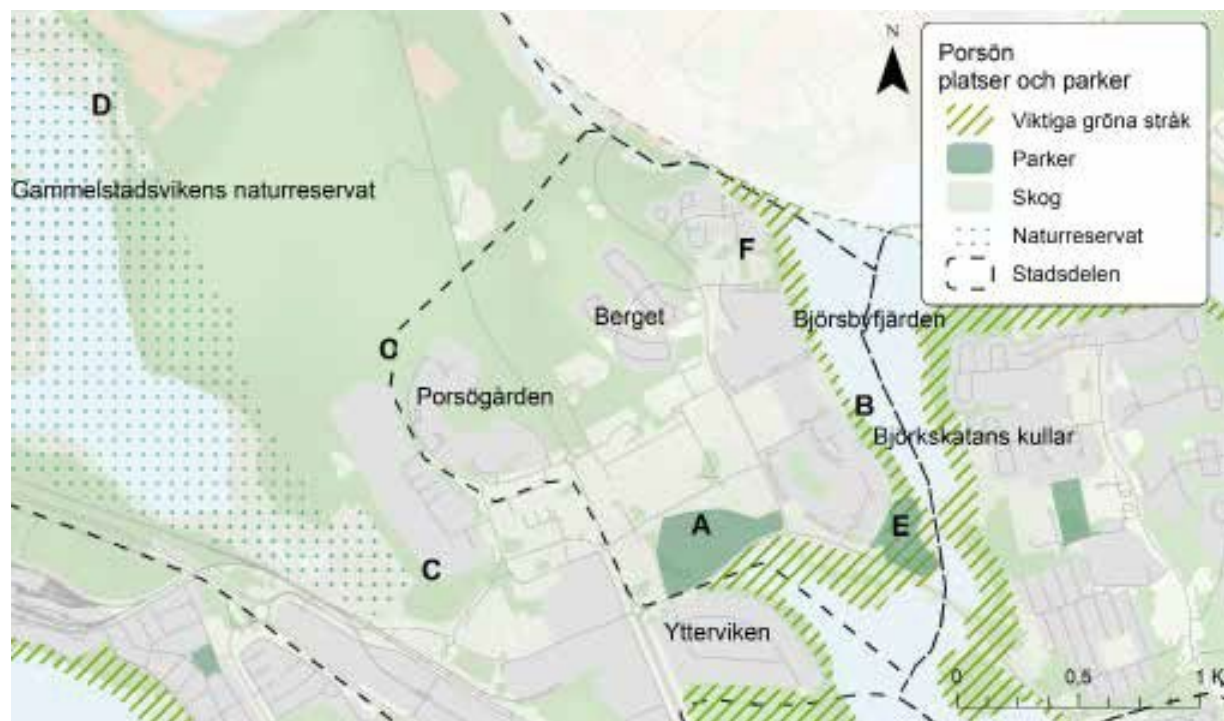 N
Porsön
platser och parker
Viktiga gröna stråk
Parker
Skog
Naturreservat
Stadsdelen
D
Gammelstadsvikens naturreservat
F
Berget
Björsbyfjärden
O
Porsögården
B
Björkskatans kullar
A
E
C
Ytterviken
0
0,5
1 K